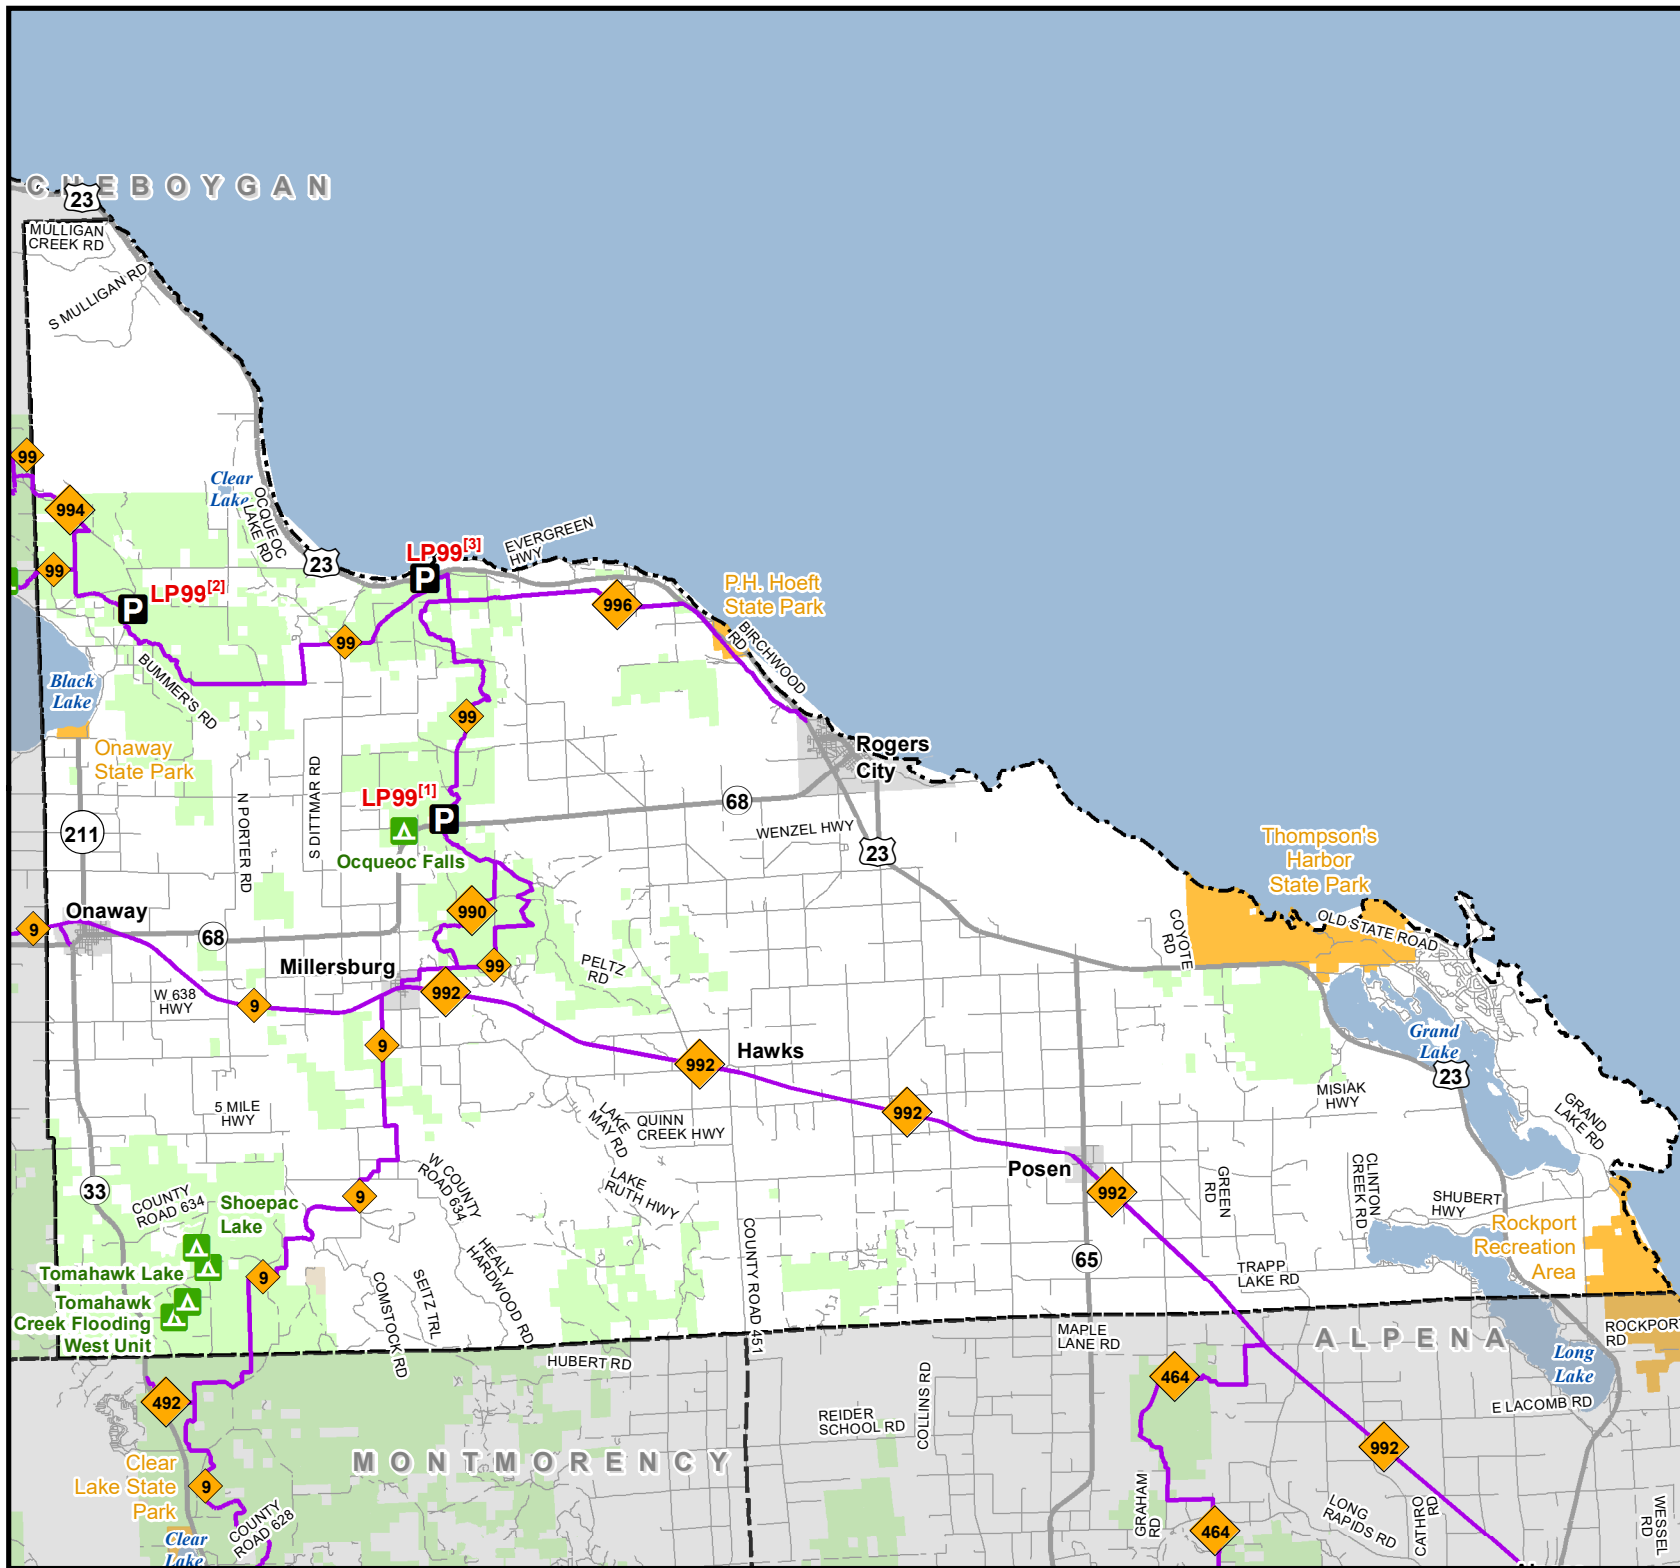 CHEBOYGAN
23
MULLIGAN
CREEK RD
S MULLIGAN RD
99
994
99
Clear
Lake
OCQUEOC
LAKE RD
23
LP99[3]
P
EVERGREEN
HWY
LP99[2]
P
996
P.H. Hoeft
State Park
BIRCHWOOD
RD
99
BUMMER'S RD
Black
Lake
99
Onaway
State Park
Rogers
City
N PORTER RD
S DITTMAR RD
LP99[1]
P
68
WENZEL HWY
211
Ocqueoc Falls
23
Thompson's
Harbor
State Park
Onaway
9
68
990
COYOTE
RD
OLD STATE ROAD
Millersburg
99
PELTZ
RD
W 638
HWY
9
992
9
992
Hawks
Grand
Lake
23
5 MILE
HWY
LAKE
MAY RD
QUINN
CREEK HWY
992
MISIAK
HWY
GRAND
LAKE RD
Posen
992
33
COUNTY
ROAD 634
Shoepac
Lake
9
W COUNTY
ROAD 634
LAKE
RUTH HWY
GREEN
RD
CLINTON
CREEK RD
SHUBERT
HWY
Rockport
Recreation
Area
Tomahawk Lake
9
HEALY
HARDWOOD RD
COUNTY ROAD 451
65
TRAPP
LAKE RD
Tomahawk
Creek Flooding
West Unit
COMSTOCK RD
SEITZ TRL
MAPLE
LANE RD
ALPENA
ROCKPORT
RD
HUBERT RD
Long
Lake
492
464
COLLINS RD
REIDER
SCHOOL RD
E LACOMB RD
MONTMORENCY
992
Clear
Lake State
Park
9
COUNTY
ROAD 628
Clear
Lake
GRAHAM
RD
464
LONG
RAPIDS RD
CATHRO
RD
WESSEL
RD